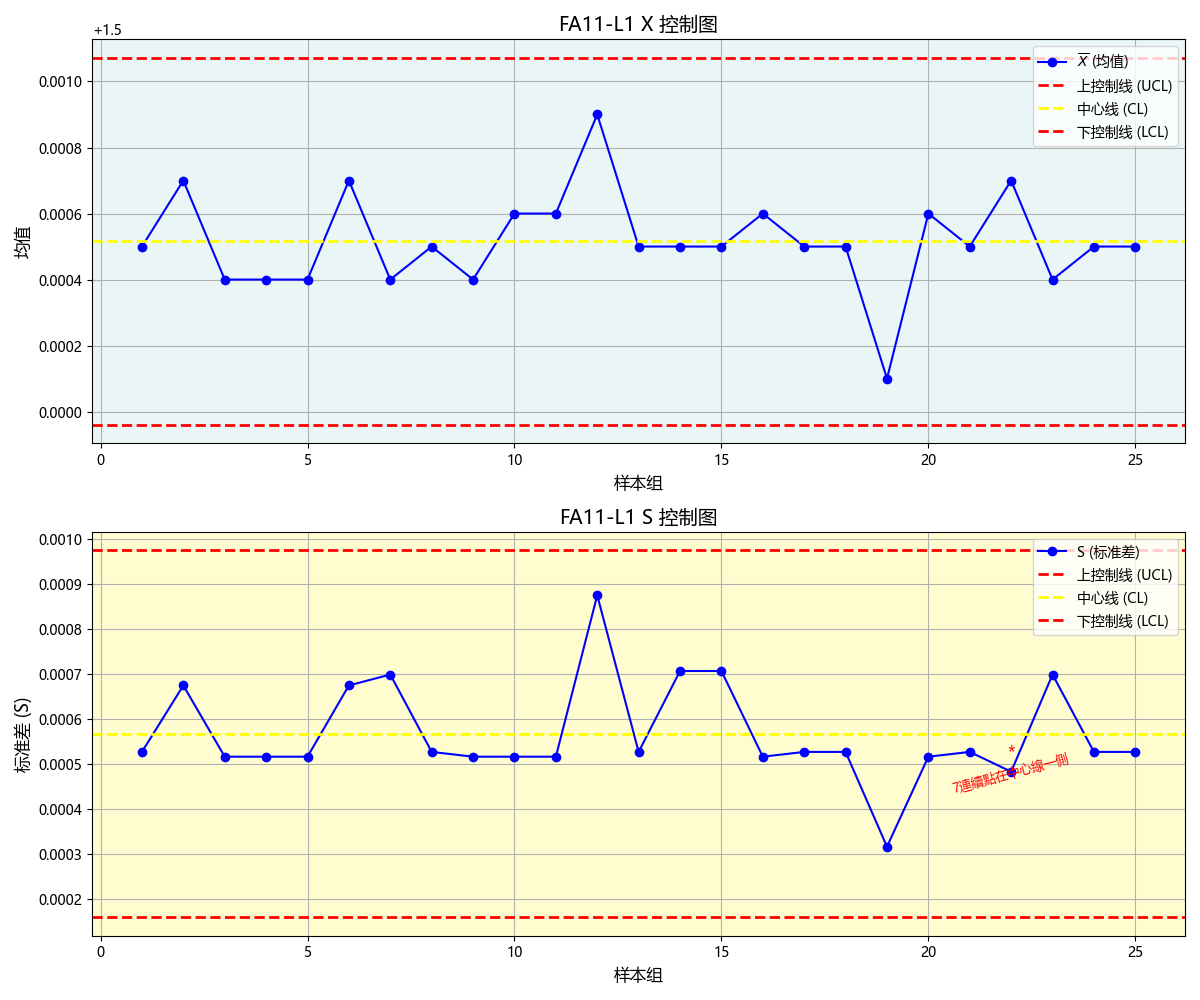 FA11-L1 X 控制图
+1.5
X (均值)
上控制线 (UCL)
中心线 (CL)
下控制线 (LCL)
0.0010
0.0008
0.0006
0.0004
0.0002
0.0000
均值
0 5 10 15 20 25
样本组
FA11-L1 S 控制图
S (标准差)
上控制线 (UCL)
中心线 (CL)
下控制线 (LCL)
0.0010
0.0009
0.0008
0.0007
0.0006
0.0005
0.0004
0.0003
0.0002
标准差 (S)
*
7連續點在中心線一側
0 5 10 15 20 25
样本组